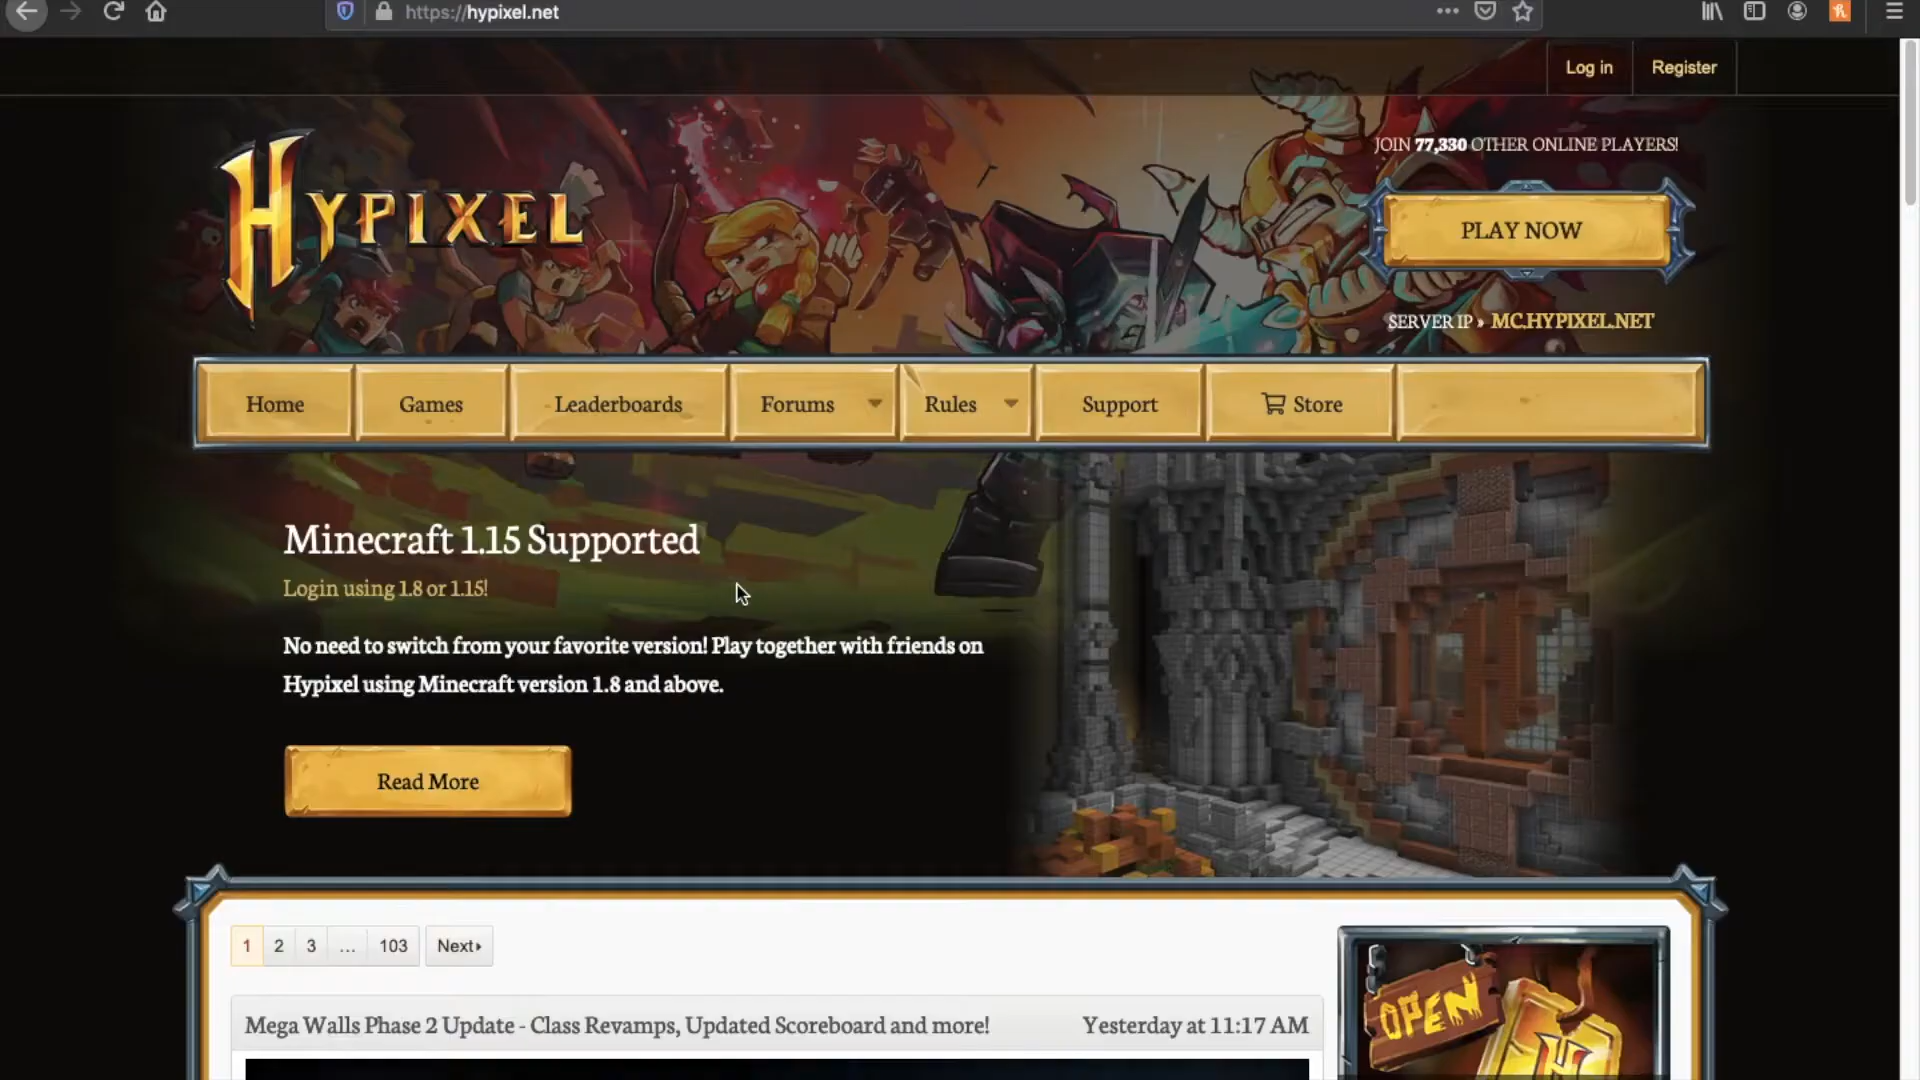 https://hypixel.net
Log in
Register
HYPIXEL
JOIN 77,330 OTHER ONLINE PLAYERS!
PLAY NOW
SERVER IP » MC.HYPIXEL.NET
Home
Games
Leaderboards
Forums
Rules
Support
Store
Minecraft 1.15 Supported
Login using 1.8 or 1.15!
No need to switch from your favorite version! Play together with friends on
Hypixel using Minecraft version 1.8 and above.
Read More
1
2
3
...
103
Next
Mega Walls Phase 2 Update - Class Revamps, Updated Scoreboard and more!
Yesterday at 11:17 AM
OPEN
H